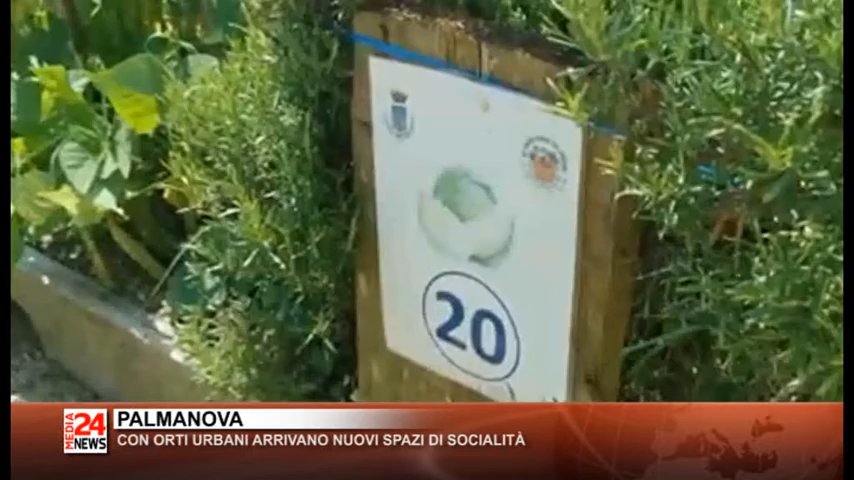 20
MEDIA
24
NEWS
PALMANOVA
CON ORTI URBANI ARRIVANO NUOVI SPAZI DI SOCIALITÀ